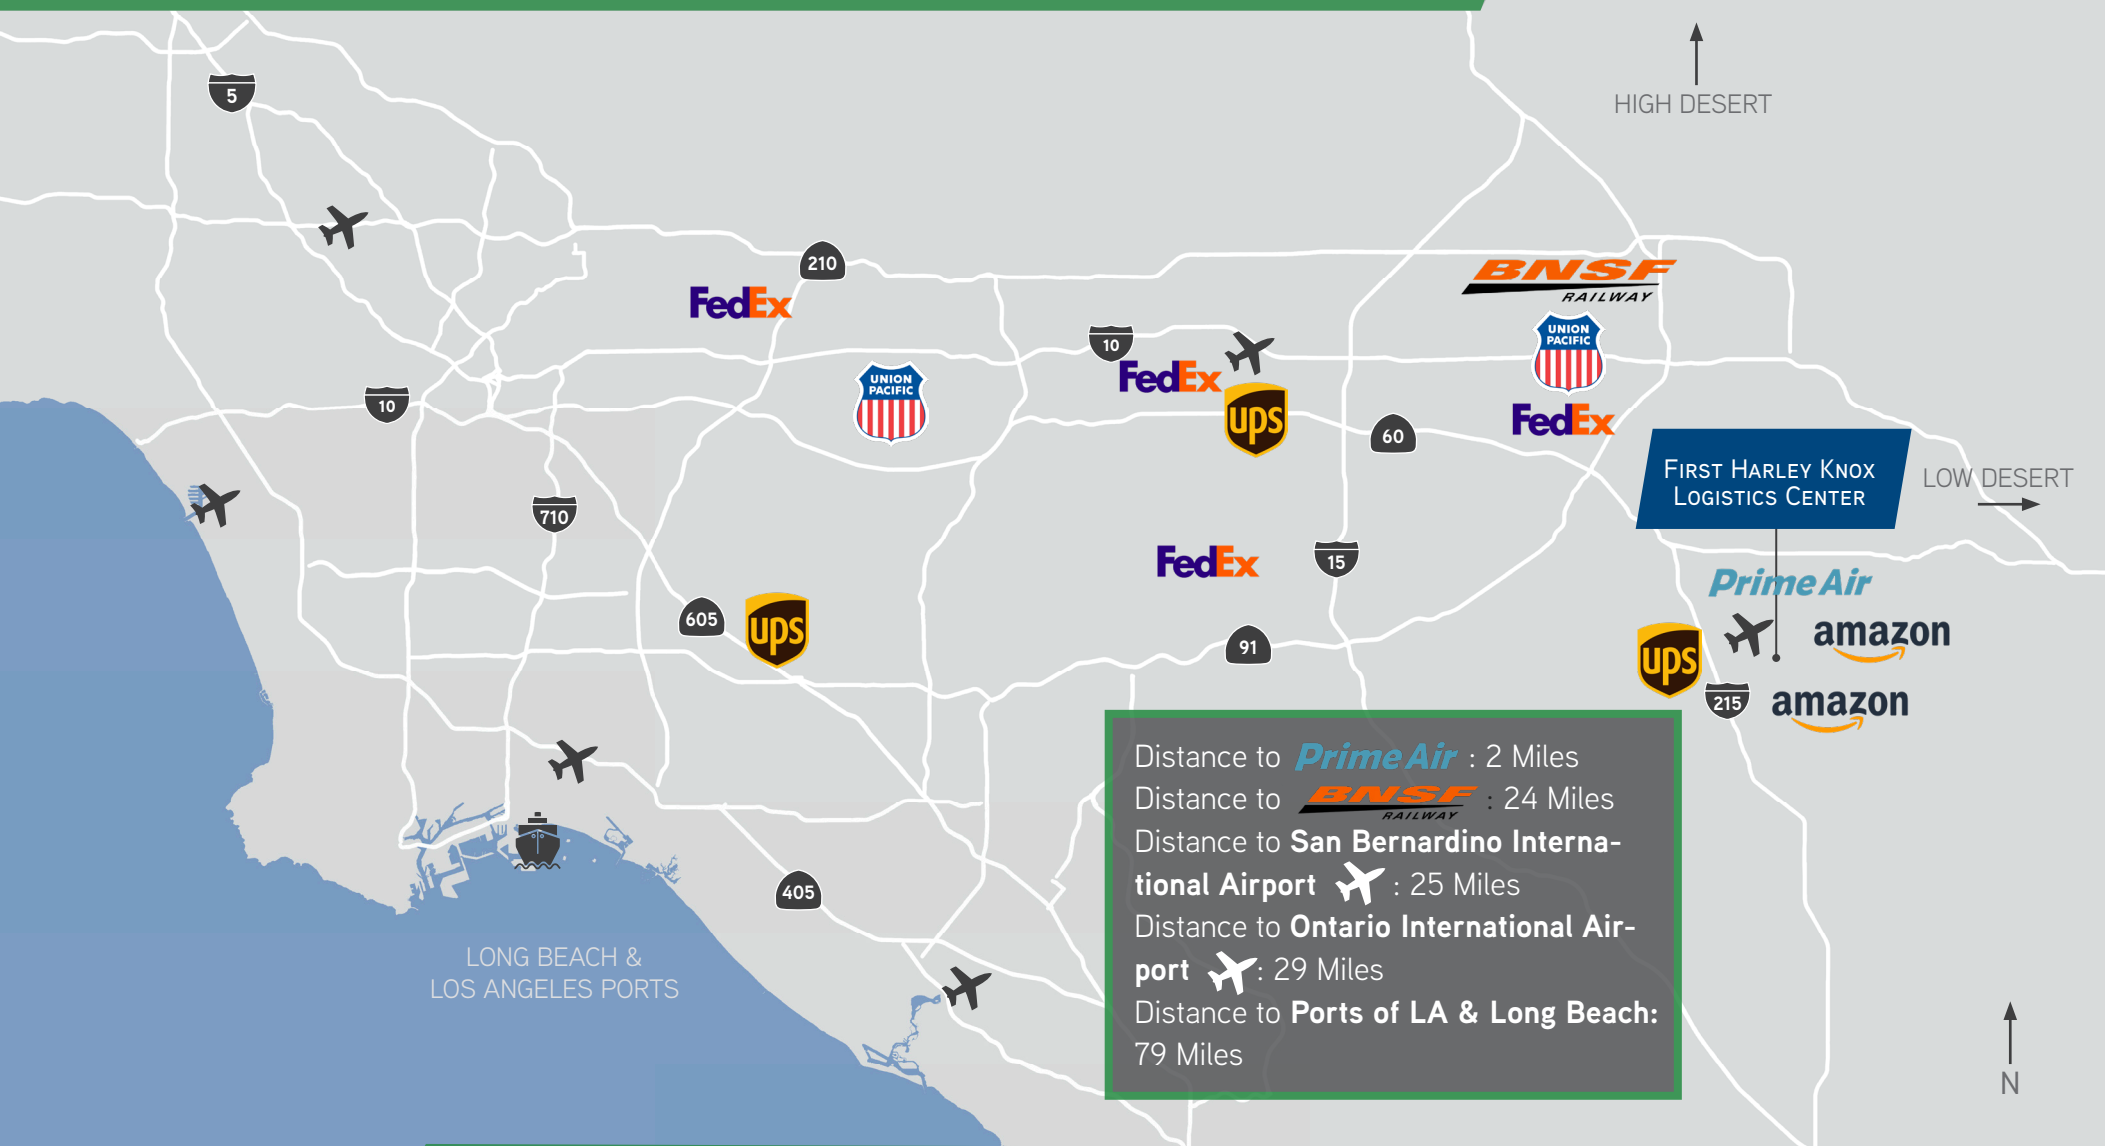 HIGH DESERT
5
210
FedEx
BNSF
RAILWAY
UNION
PACIFIC
10
FedEx
UNION
PACIFIC
10
ups
FedEx
60
FIRST HARLEY KNOX
LOGISTICS CENTER
LOW DESERT
710
FedEx
15
Prime Air
605
ups
91
ups
amazon
215
amazon
Distance to Prime Air : 2 Miles
Distance to BNSF RAILWAY : 24 Miles
Distance to San Bernardino Interna-
tional Airport : 25 Miles
Distance to Ontario International Air-
port : 29 Miles
Distance to Ports of LA & Long Beach:
79 Miles
405
LONG BEACH &
LOS ANGELES PORTS
N